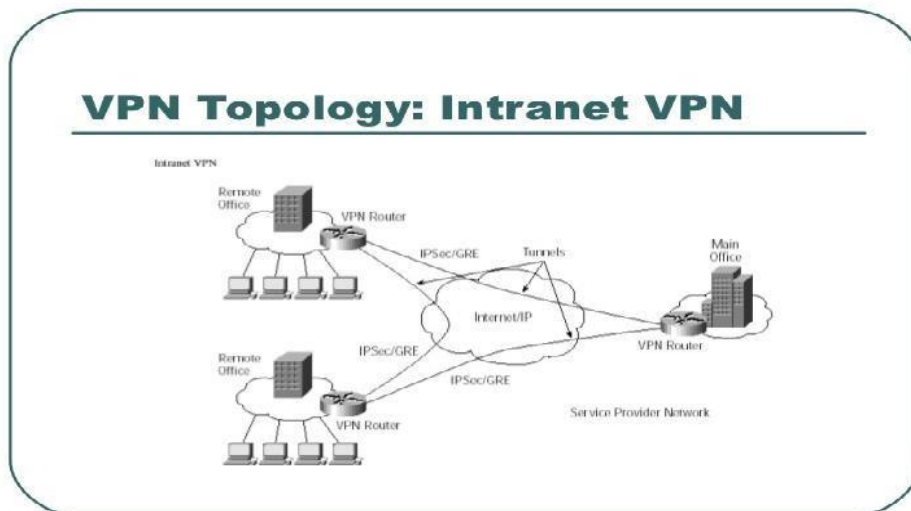 VPN Topology: Intranet VPN
Intranet VPN
Remote
Office
VPN Router
IPSec/GRE
Tunnels
Main
Office
Internet/IP
VPN Router
IPSec/GRE
Remote
Office
IPSec/GRE
VPN Router
Service Provider Network